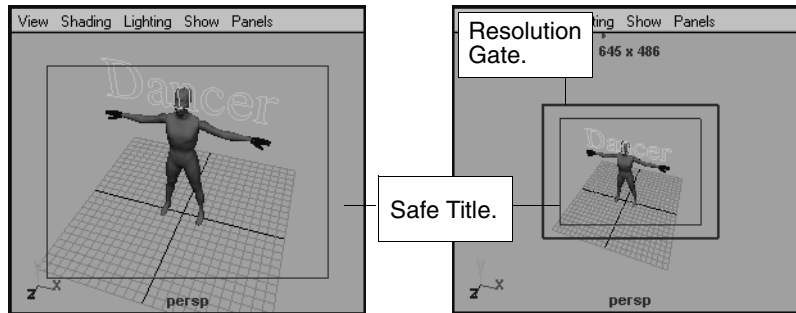 View Shading Lighting Show Panels
Dancer
Z X
persp
Resolution
Gate.
Safe Title.
ting Show Panels
645 x 486
Dancer
Z X
persp